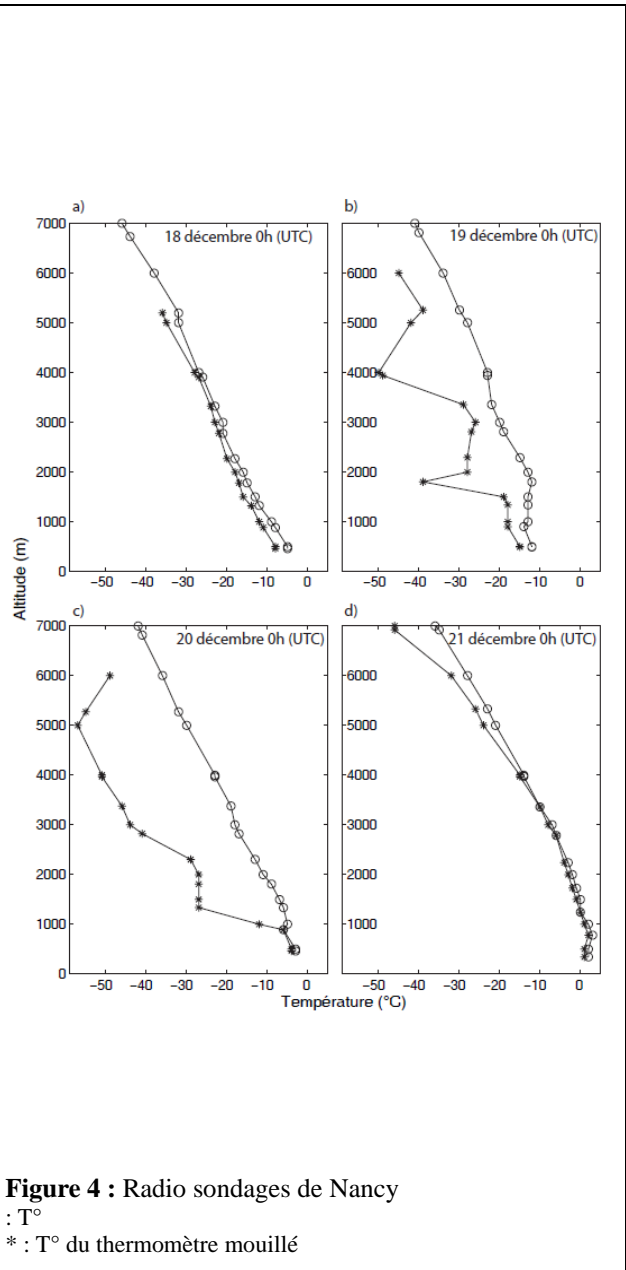 a)
18 décembre 0h (UTC)
7000
6000
5000
4000
3000
2000
1000
0
−50 −40 −30 −20 −10 0
b)
19 décembre 0h (UTC)
7000
6000
5000
4000
3000
2000
1000
0
−50 −40 −30 −20 −10 0
Altitude (m)
c)
20 décembre 0h (UTC)
7000
6000
5000
4000
3000
2000
1000
0
−50 −40 −30 −20 −10 0
d)
21 décembre 0h (UTC)
7000
6000
5000
4000
3000
2000
1000
0
−50 −40 −30 −20 −10 0
Température (°C)
Figure 4 : Radio sondages de Nancy
: T°
* : T° du thermomètre mouillé